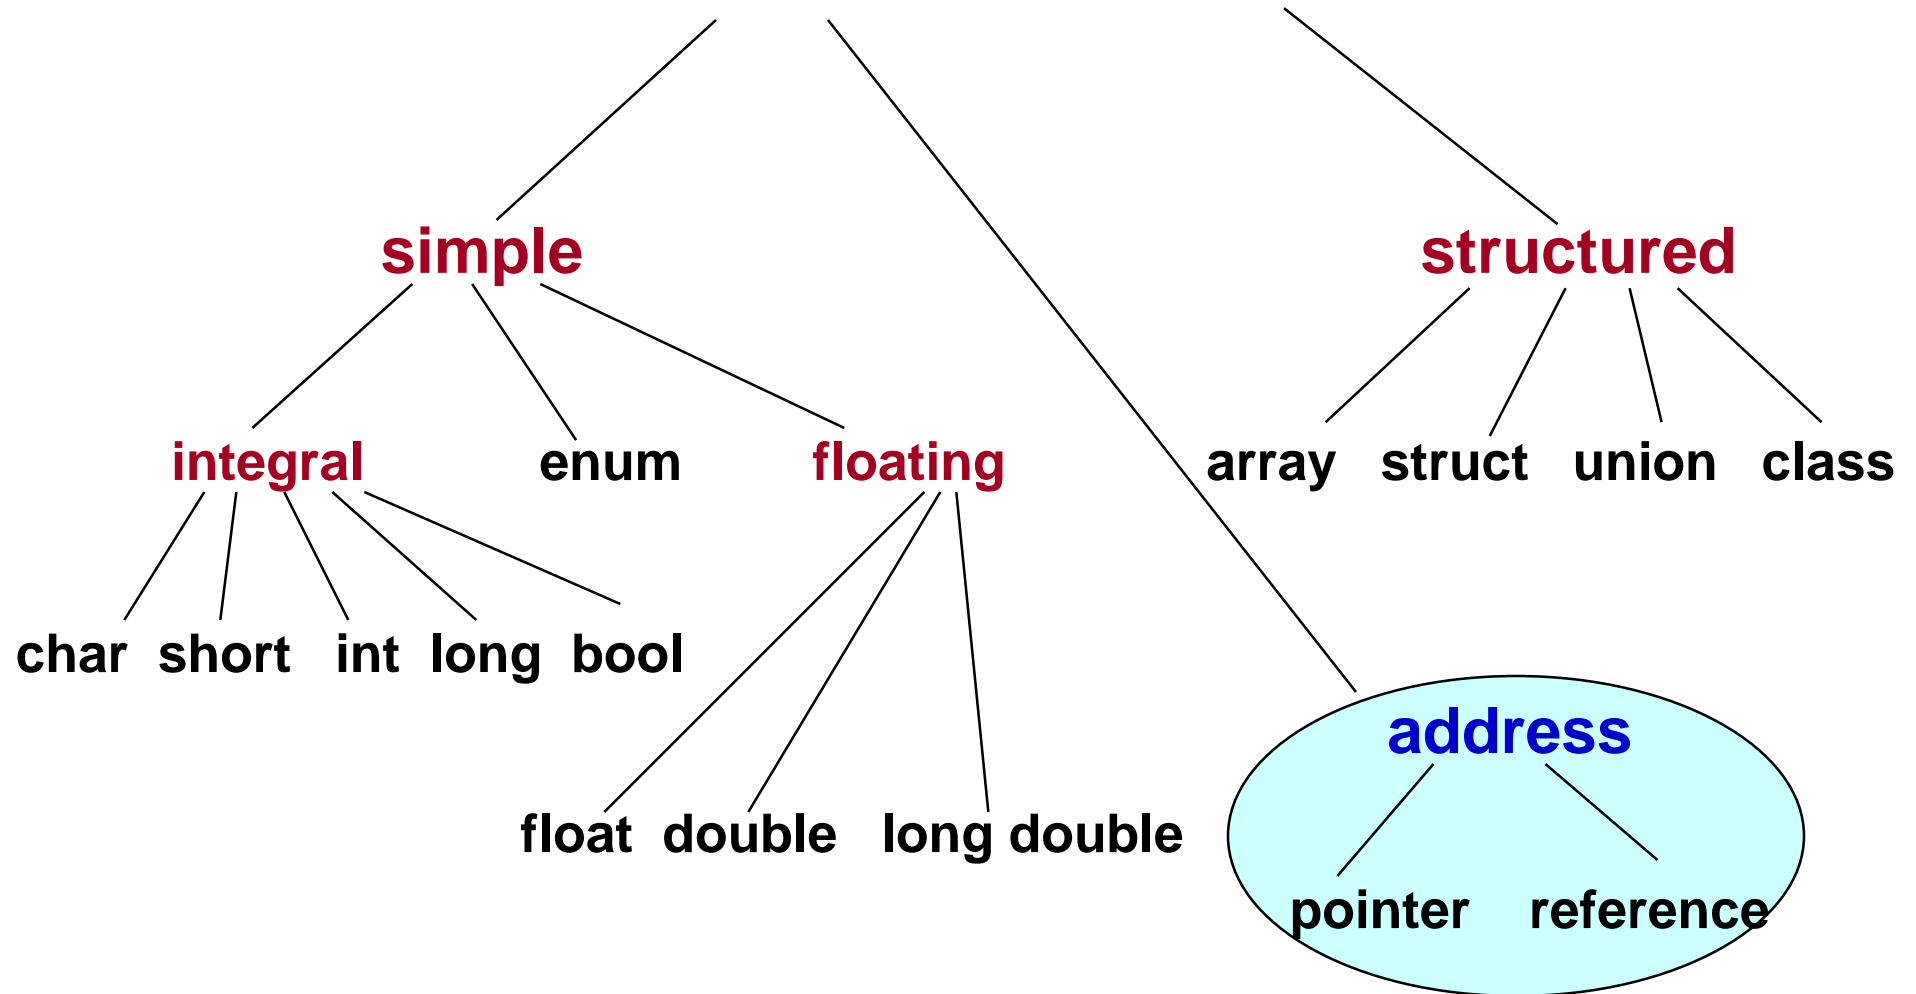 simple structured
integral enum floating array struct union class
char short int long bool
address
float double long double
pointer reference